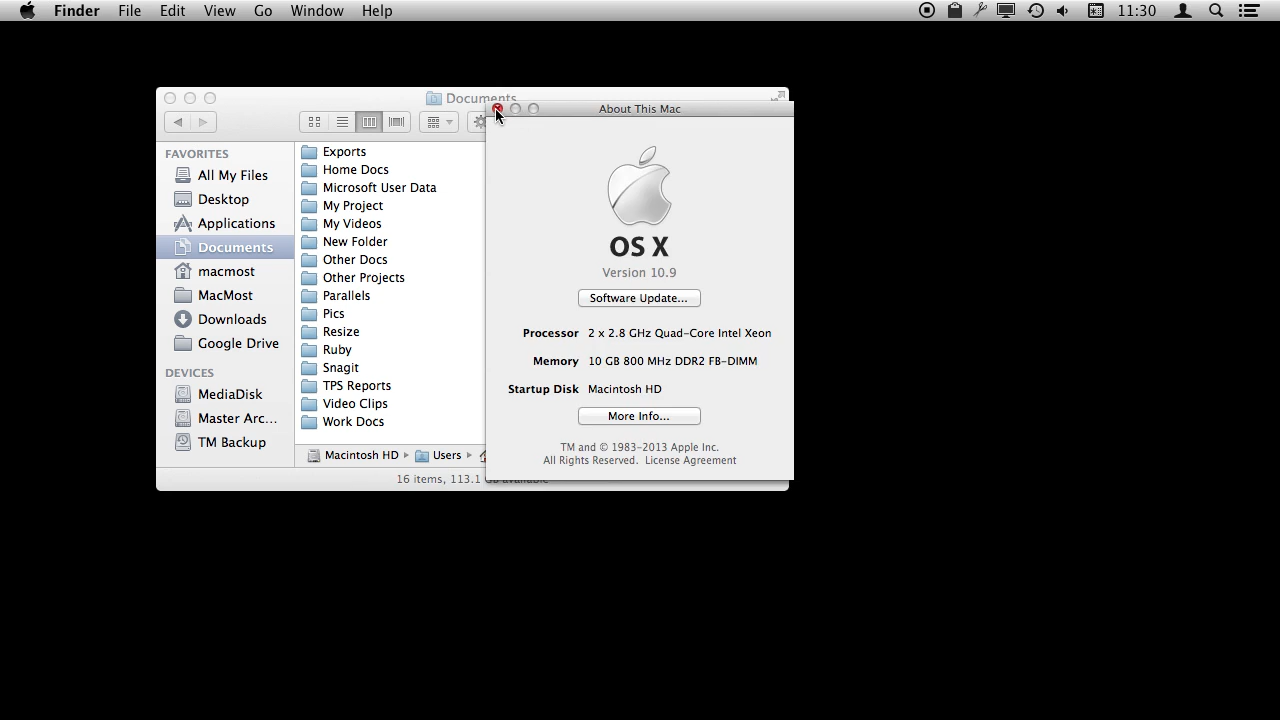 Finder File Edit View Go Window Help 11:30
Documents
About This Mac
FAVORITES
All My Files
Desktop
Applications
Documents
macmost
MacMost
Downloads
Google Drive
DEVICES
MediaDisk
Master Arc...
TM Backup
Exports
Home Docs
Microsoft User Data
My Project
My Videos
New Folder
Other Docs
Other Projects
Parallels
Pics
Resize
Ruby
Snagit
TPS Reports
Video Clips
Work Docs
Macintosh HD Users
16 items, 113.1 GB available
OS X
Version 10.9
Software Update...
Processor 2 x 2.8 GHz Quad-Core Intel Xeon
Memory 10 GB 800 MHz DDR2 FB-DIMM
Startup Disk Macintosh HD
More Info...
TM and © 1983-2013 Apple Inc.
All Rights Reserved. License Agreement